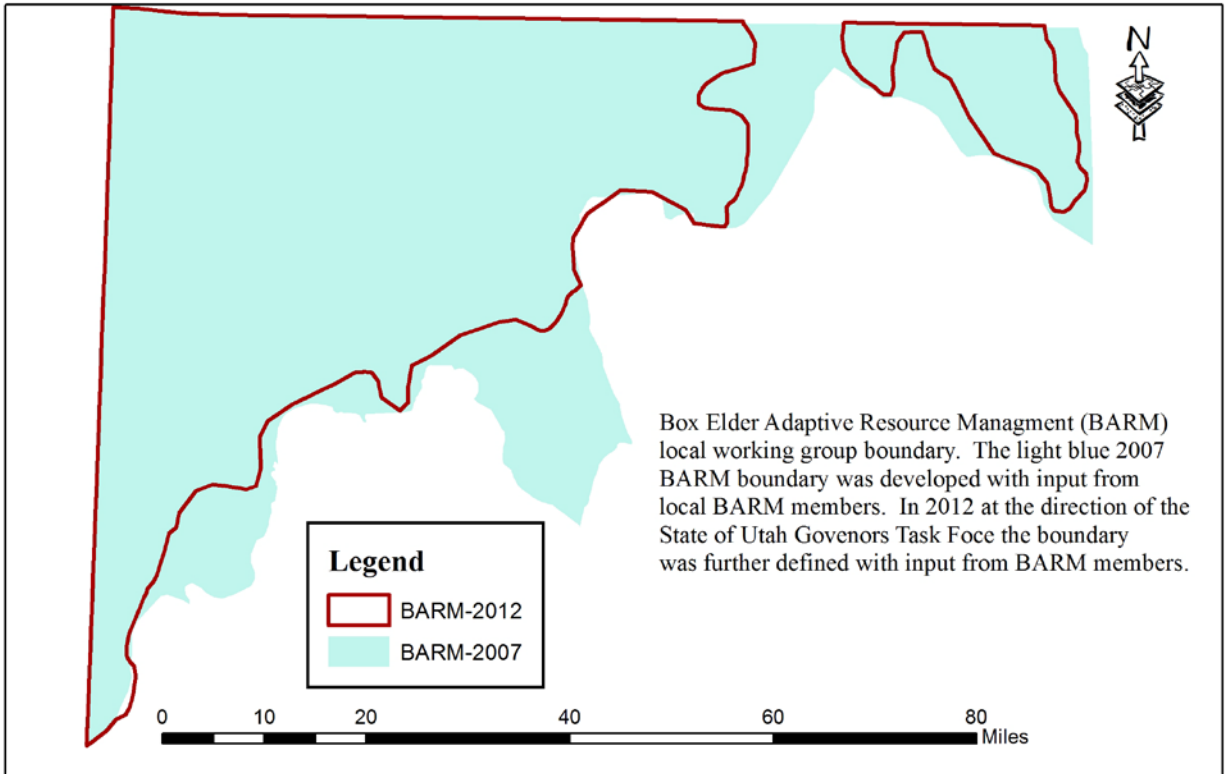 N
Box Elder Adaptive Resource Managment (BARM)
local working group boundary. The light blue 2007
BARM boundary was developed with input from
local BARM members. In 2012 at the direction of the
State of Utah Govenors Task Foce the boundary
was further defined with input from BARM members.
Legend
BARM-2012
BARM-2007
0 10 20 40 60 80
Miles